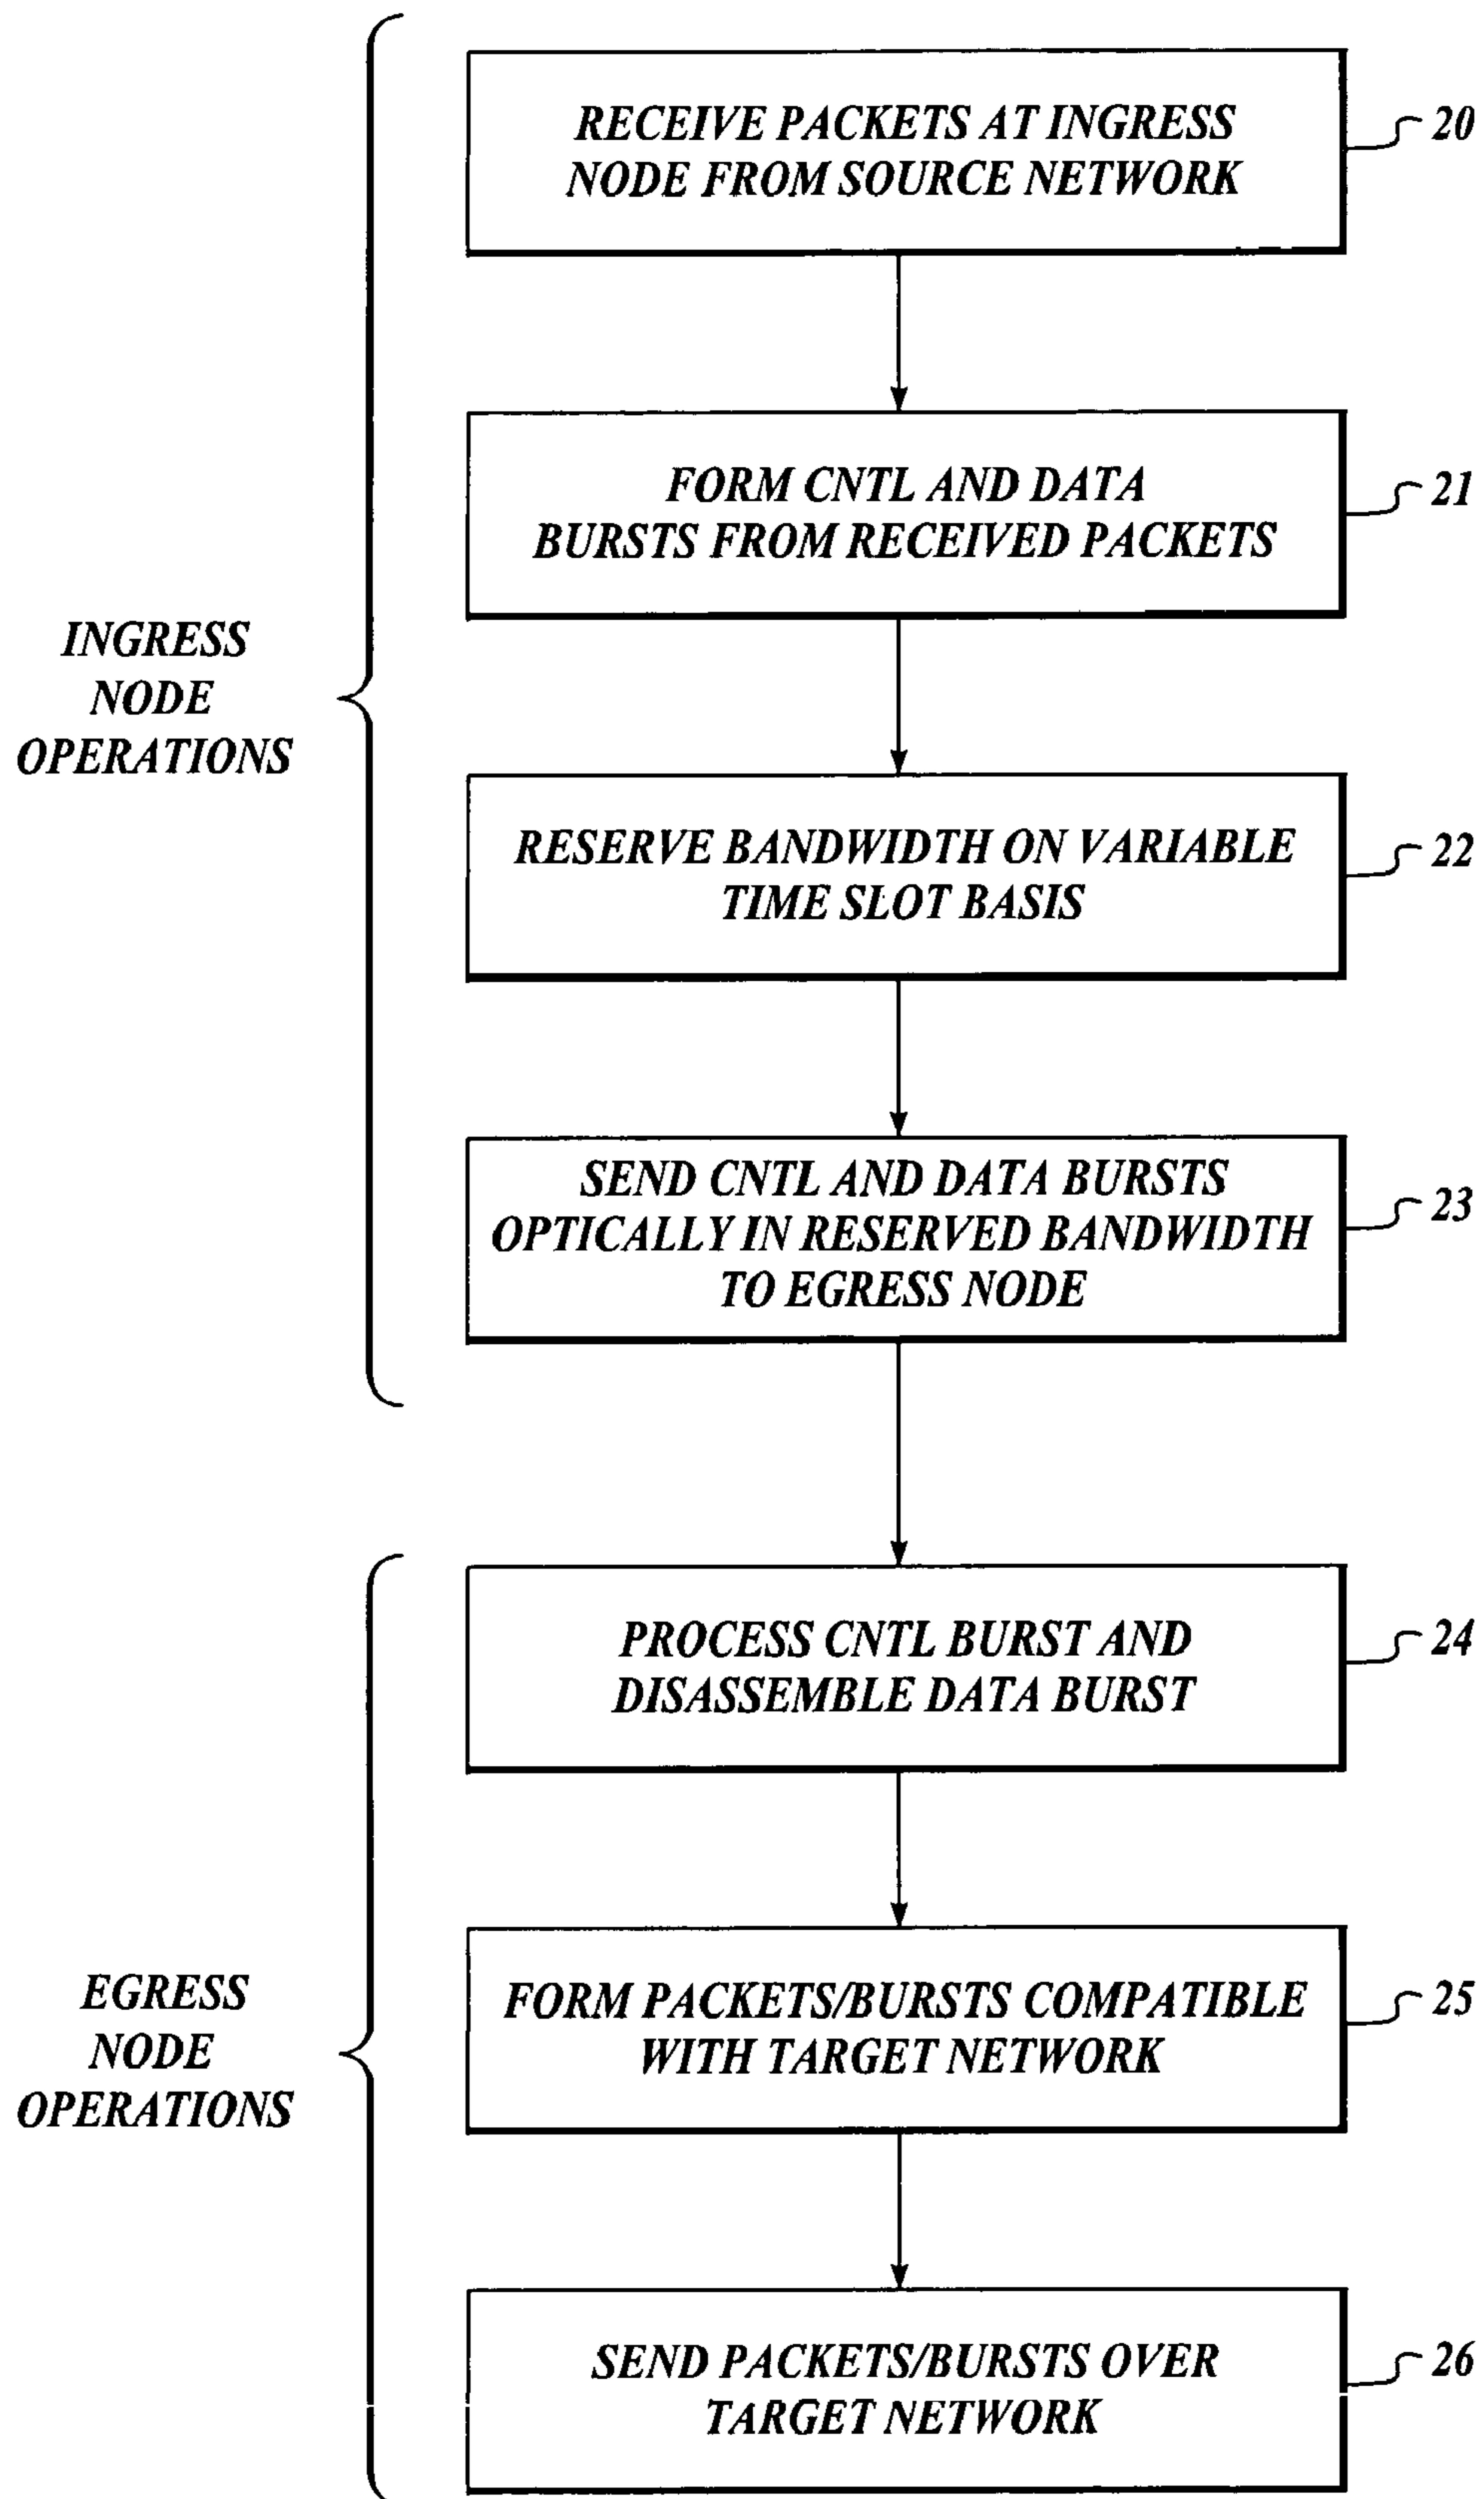 RECEIVE PACKETS AT INGRESS
NODE FROM SOURCE NETWORK
20
FORM CNTL AND DATA
BURSTS FROM RECEIVED PACKETS
21
INGRESS
NODE
OPERATIONS
RESERVE BANDWIDTH ON VARIABLE
TIME SLOT BASIS
22
SEND CNTL AND DATA BURSTS
OPTICALLY IN RESERVED BANDWIDTH
TO EGRESS NODE
23
PROCESS CNTL BURST AND
DISASSEMBLE DATA BURST
24
EGRESS
NODE
OPERATIONS
FORM PACKETS/BURSTS COMPATIBLE
WITH TARGET NETWORK
25
SEND PACKETS/BURSTS OVER
TARGET NETWORK
26